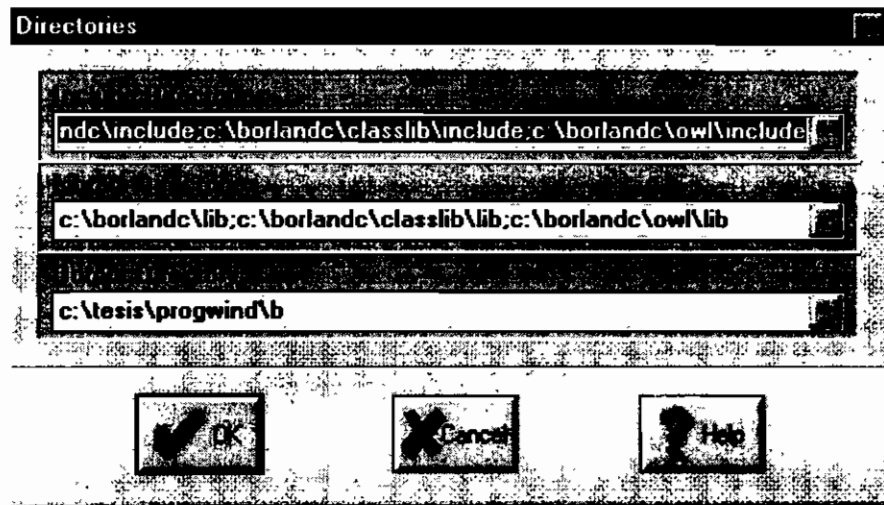 Directories
ndc\include;c:\borlandc\classlib\include;c:\borlandc\owl\include
c:\borlandc\lib;c:\borlandc\classlib\lib;c:\borlandc\owl\lib
c:\tesis\progwind\b
OK
Cancel
Help